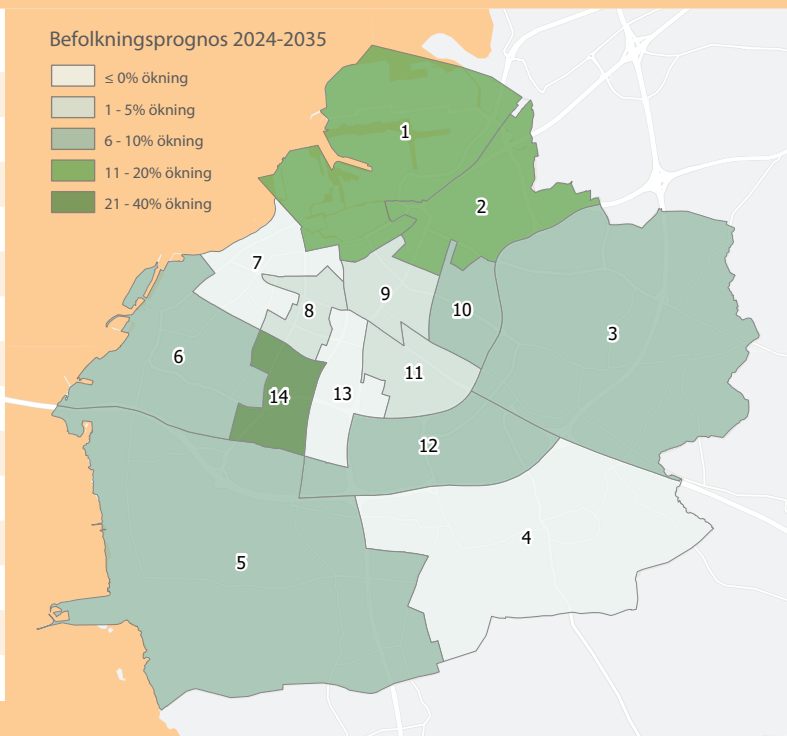 Befolkningsprognos 2024-2035
≤ 0% ökning
1 - 5% ökning
6 - 10% ökning
11 - 20% ökning
21 - 40% ökning
1
2
7
9
8
10
3
6
11
14
13
12
4
5